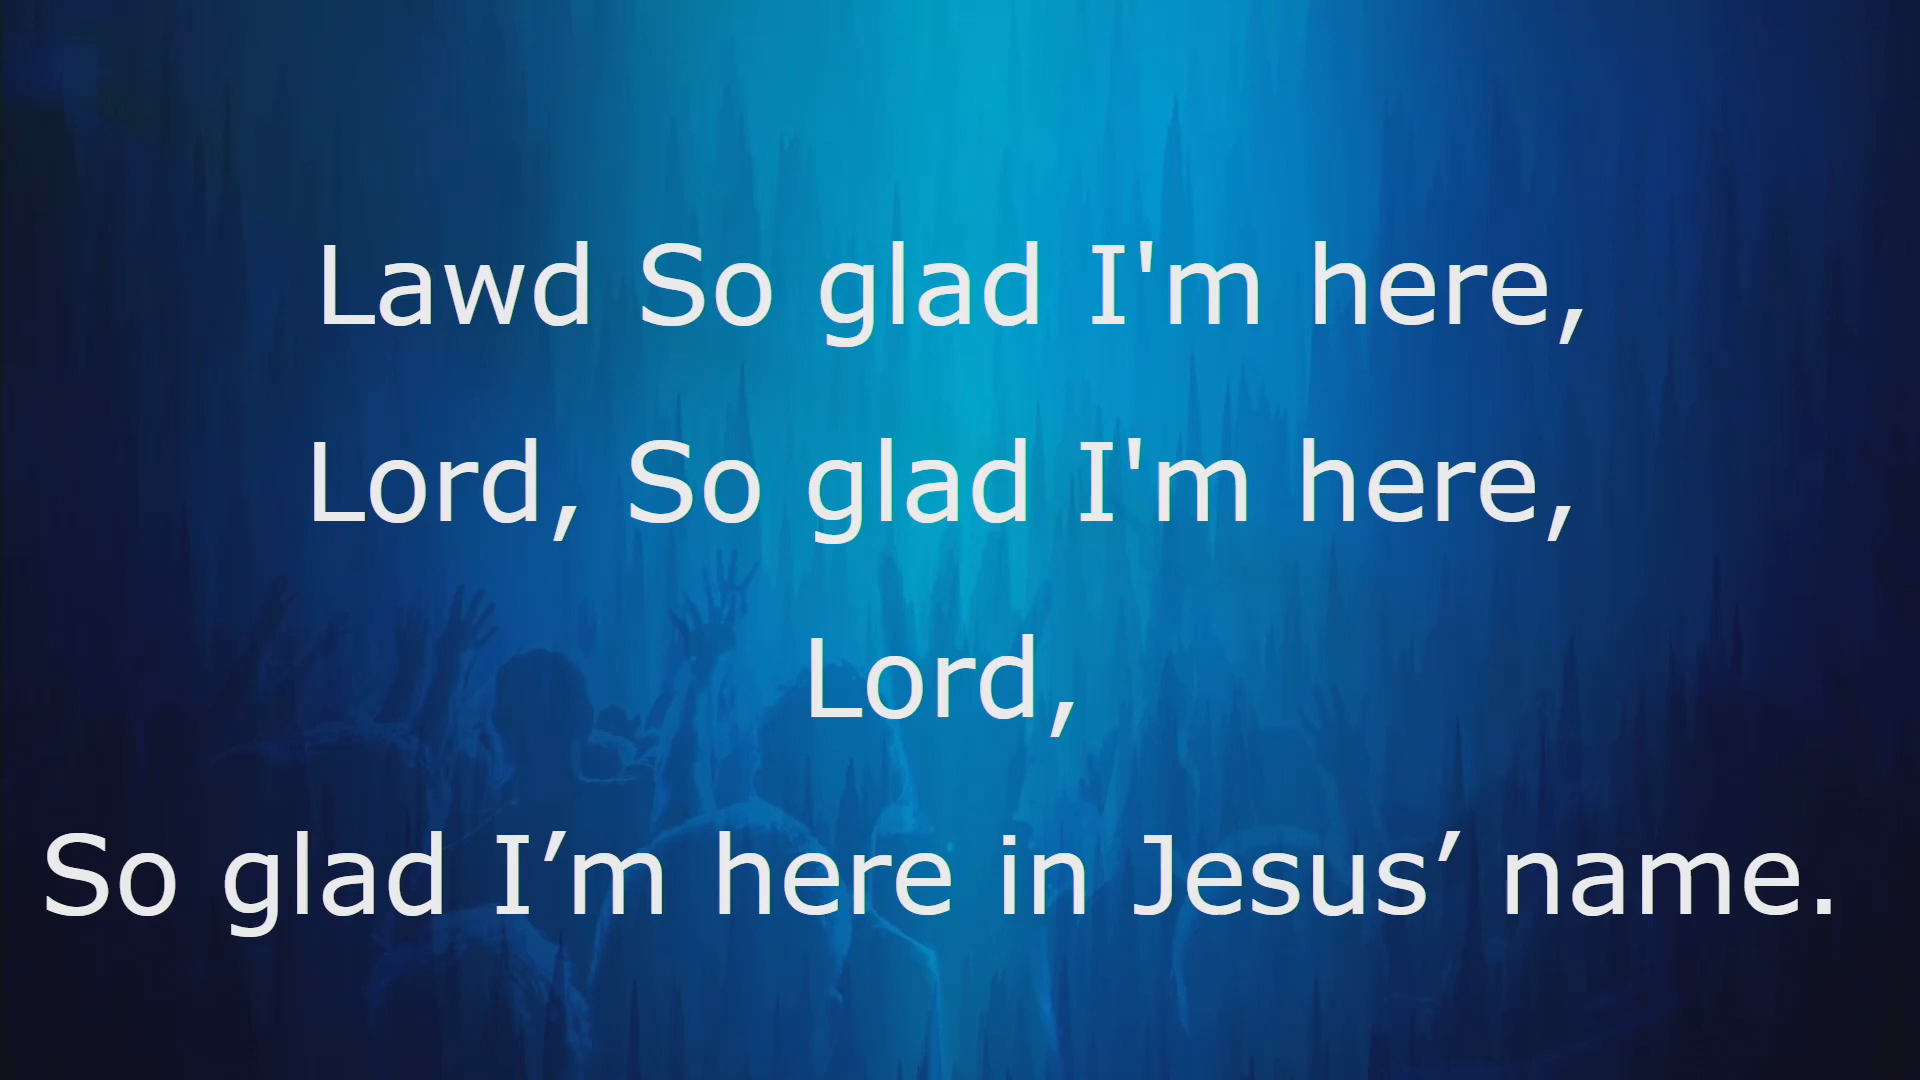 Lawd So glad I'm here,
Lord, So glad I'm here,
Lord,
So glad I’m here in Jesus’ name.